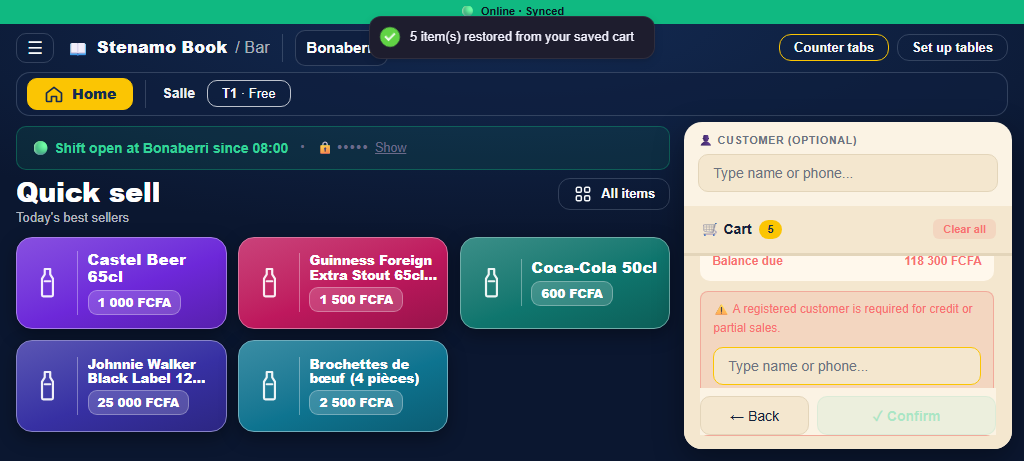 Online · Synced
5 item(s) restored from your saved cart
☰
Stenamo Book / Bar
Counter tabs
Set up tables
Home
Salle
T1 · Free
Shift open at Bonaberri since 08:00 · ••••• Show
Quick sell
Today's best sellers
All items
Castel Beer
65cl
1 000 FCFA
Guinness Foreign
Extra Stout 65cl...
1 500 FCFA
Coca-Cola 50cl
600 FCFA
Johnnie Walker
Black Label 12...
25 000 FCFA
Brochettes de
bœuf (4 pièces)
2 500 FCFA
CUSTOMER (OPTIONAL)
Type name or phone...
Cart 5
Clear all
Balance due 118 300 FCFA
A registered customer is required for credit or
partial sales.
Type name or phone...
← Back
✓ Confirm